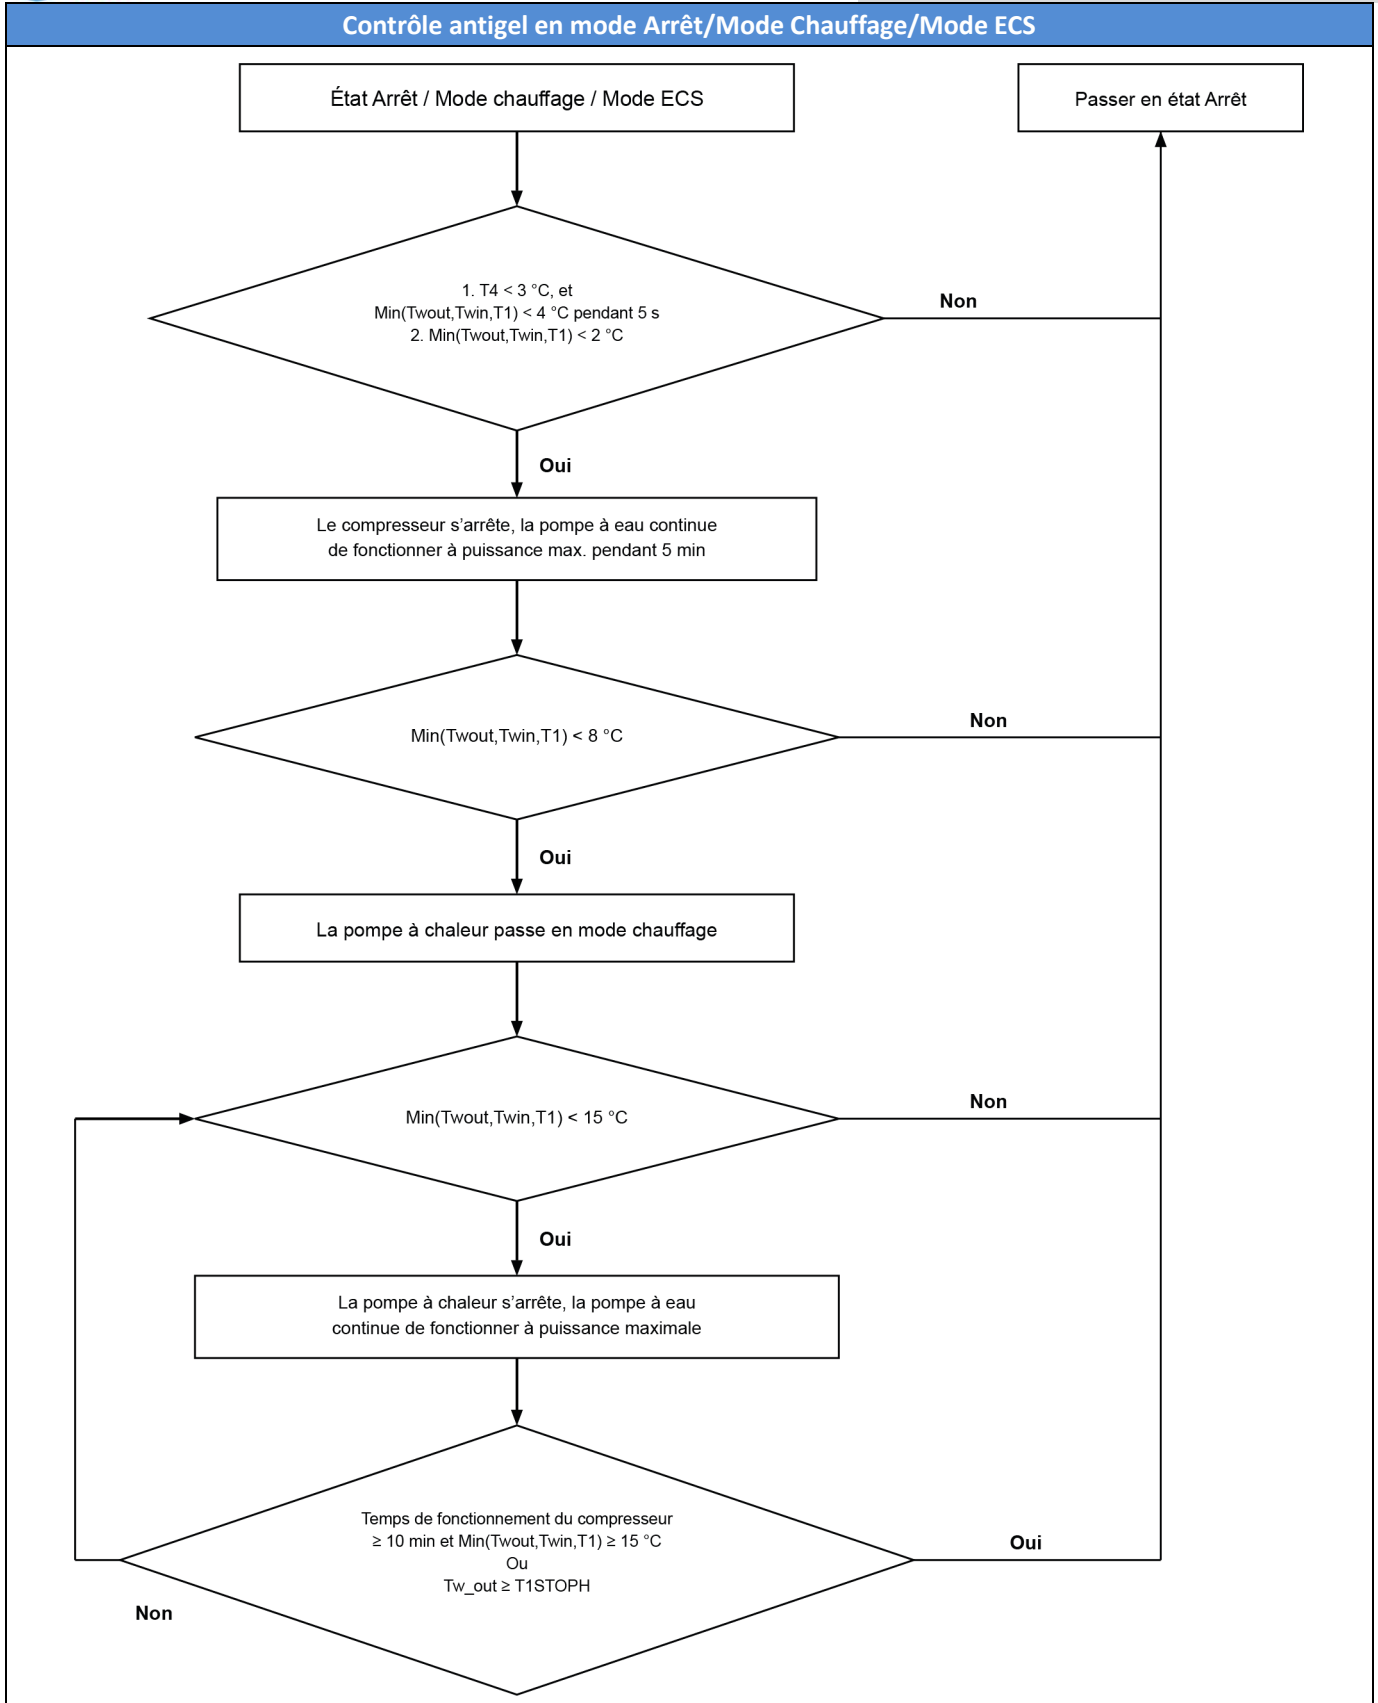 Contrôle antigel en mode Arrêt/Mode Chauffage/Mode ECS
État Arrêt / Mode chauffage / Mode ECS
Passer en état Arrêt
1. T4 < 3 °C, et
Min(Twout,Twin,T1) < 4 °C pendant 5 s
2. Min(Twout,Twin,T1) < 2 °C
Non
Oui
Le compresseur s’arrête, la pompe à eau continue
de fonctionner à puissance max. pendant 5 min
Min(Twout,Twin,T1) < 8 °C
Non
Oui
La pompe à chaleur passe en mode chauffage
Min(Twout,Twin,T1) < 15 °C
Non
Oui
La pompe à chaleur s’arrête, la pompe à eau
continue de fonctionner à puissance maximale
Temps de fonctionnement du compresseur
≥ 10 min et Min(Twout,Twin,T1) ≥ 15 °C
Ou
Tw_out ≥ T1STOPH
Oui
Non